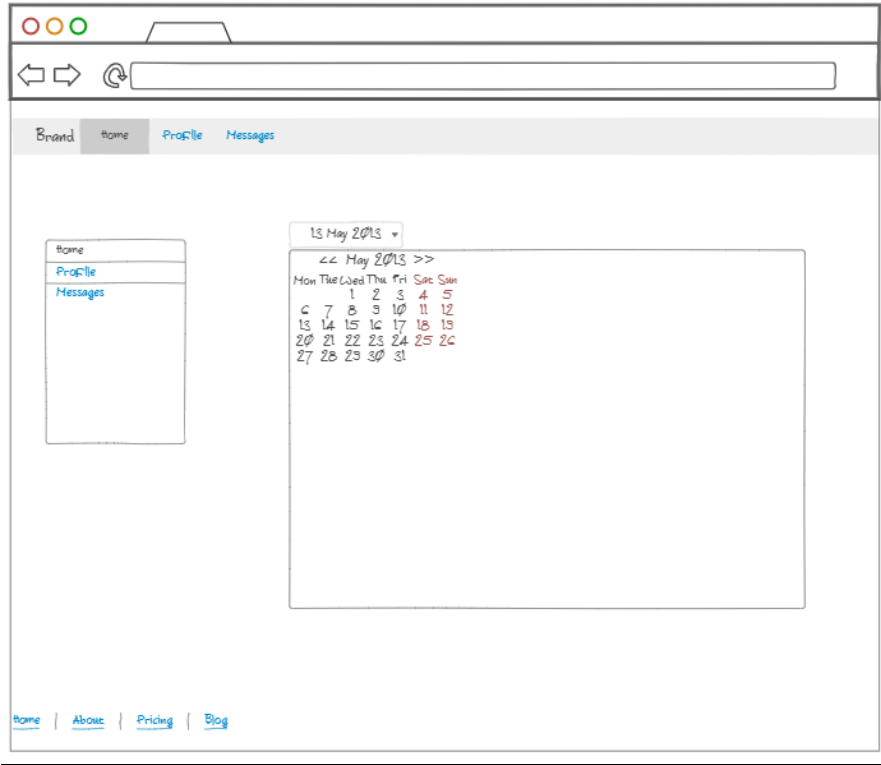 Brand Home Profile Messages
13 May 2013
Home
Profile
Messages
<< May 2013 >>
Mon Tue Wed Thu Fri Sat Sun
1 2 3 4 5
6 7 8 9 10 11 12
13 14 15 16 17 18 19
20 21 22 23 24 25 26
27 28 29 30 31
Home | About | Pricing | Blog